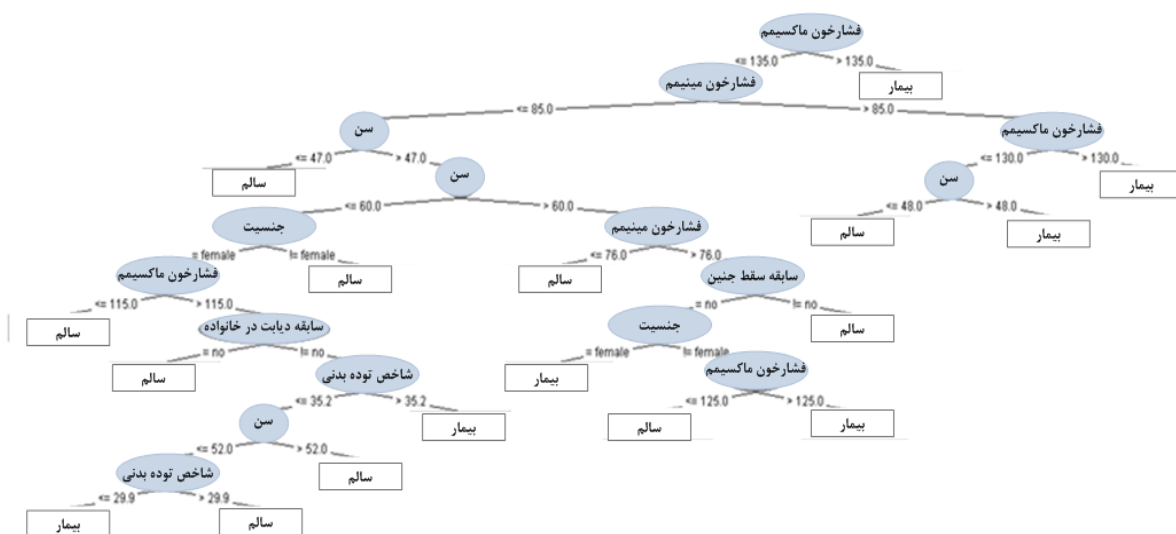 فشارخون ماکسیمم
<= 135.0 > 135.0
فشارخون مینیمم
بیمار
<= 85.0 > 85.0
سن
فشارخون ماکسیمم
<= 47.0 > 47.0
<= 130.0 > 130.0
سالم
سن
سن
بیمار
<= 60.0 > 60.0
<= 48.0 > 48.0
جنسیت
فشارخون مینیمم
سالم
بیمار
= female != female
<= 76.0 > 76.0
فشارخون ماکسیمم
سالم
سالم
سابقه سقط جنین
<= 115.0 > 115.0
= no != no
سالم
سابقه دیابت در خانواده
جنسیت
سالم
= no != no
= female != female
سالم
شاخص توده بدنی
بیمار
فشارخون ماکسیمم
<= 35.2 > 35.2
<= 125.0 > 125.0
سن
بیمار
سالم
بیمار
<= 52.0 > 52.0
شاخص توده بدنی
سالم
<= 29.9 > 29.9
بیمار
سالم